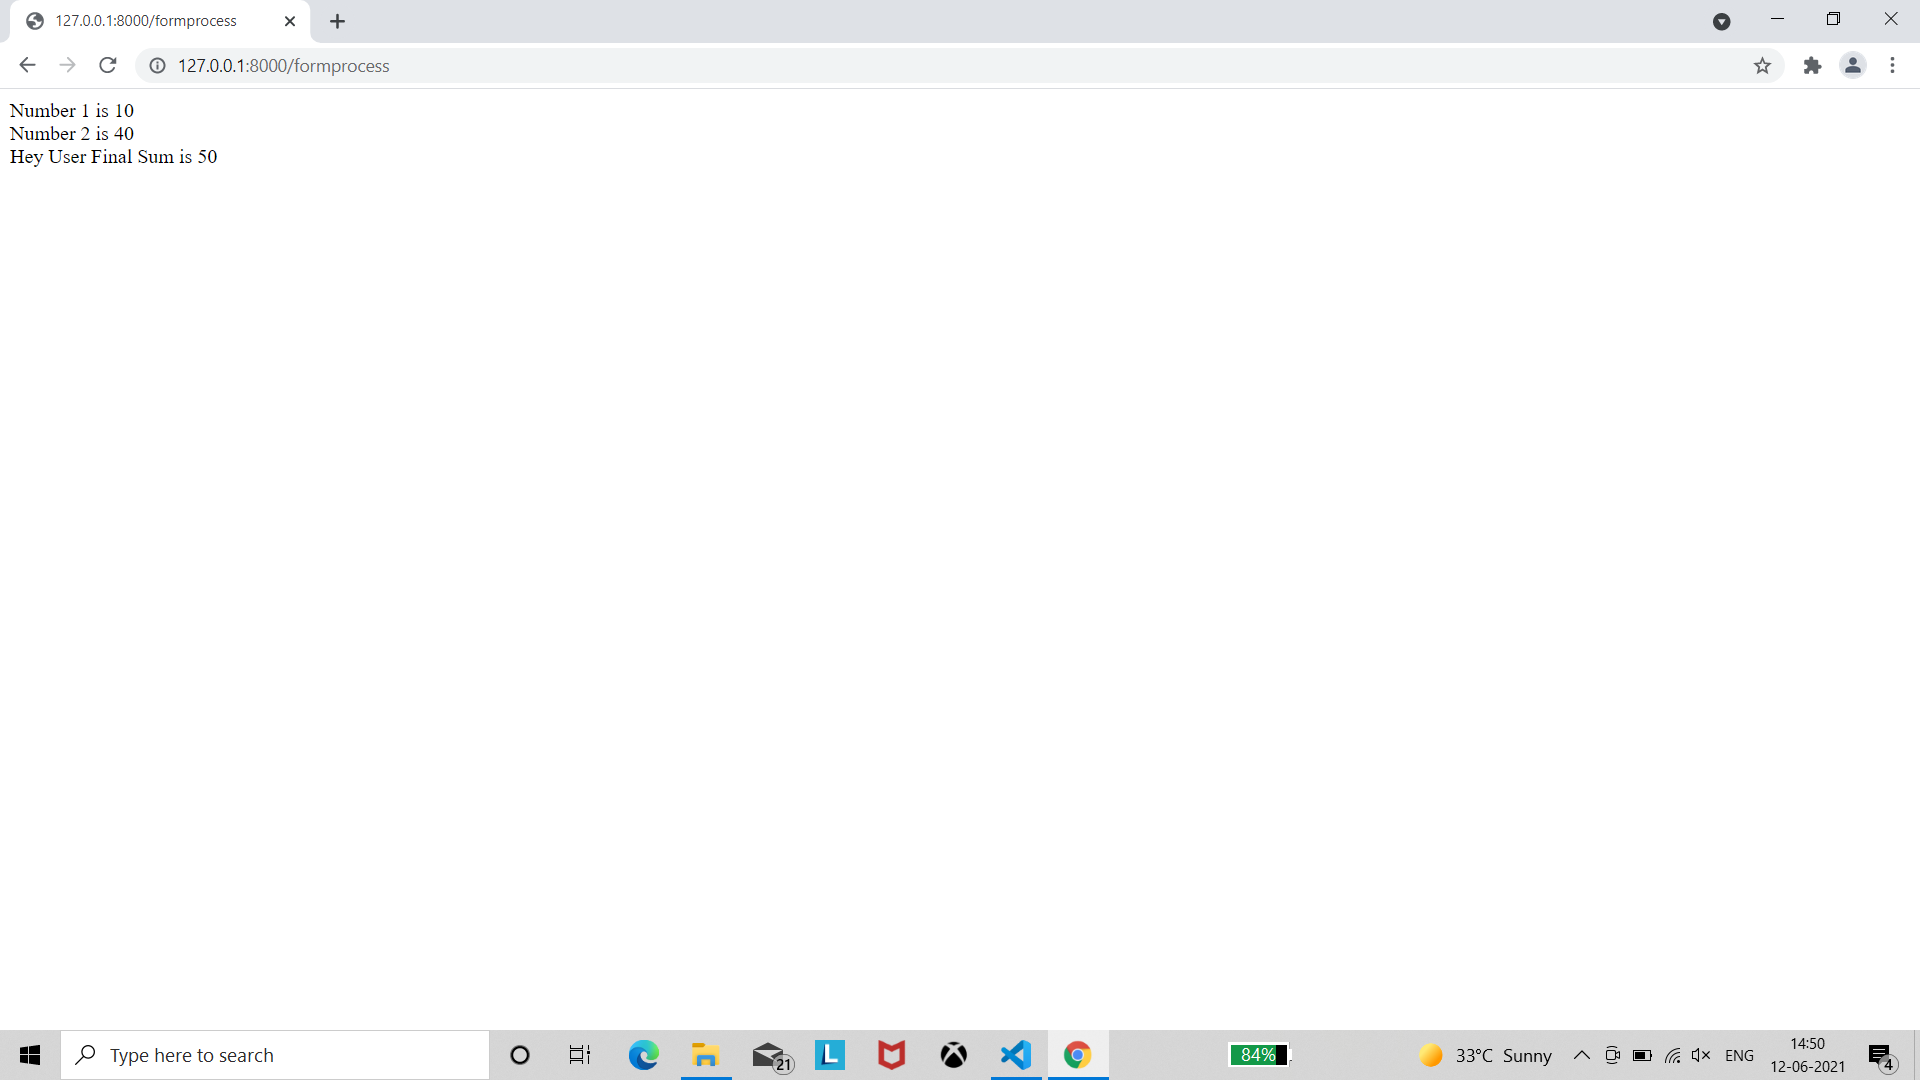 127.0.0.1:8000/formprocess
127.0.0.1:8000/formprocess
Number 1 is 10
Number 2 is 40
Hey User Final Sum is 50
Type here to search
21
L
84%
33°C Sunny
ENG
14:50
12-06-2021
4